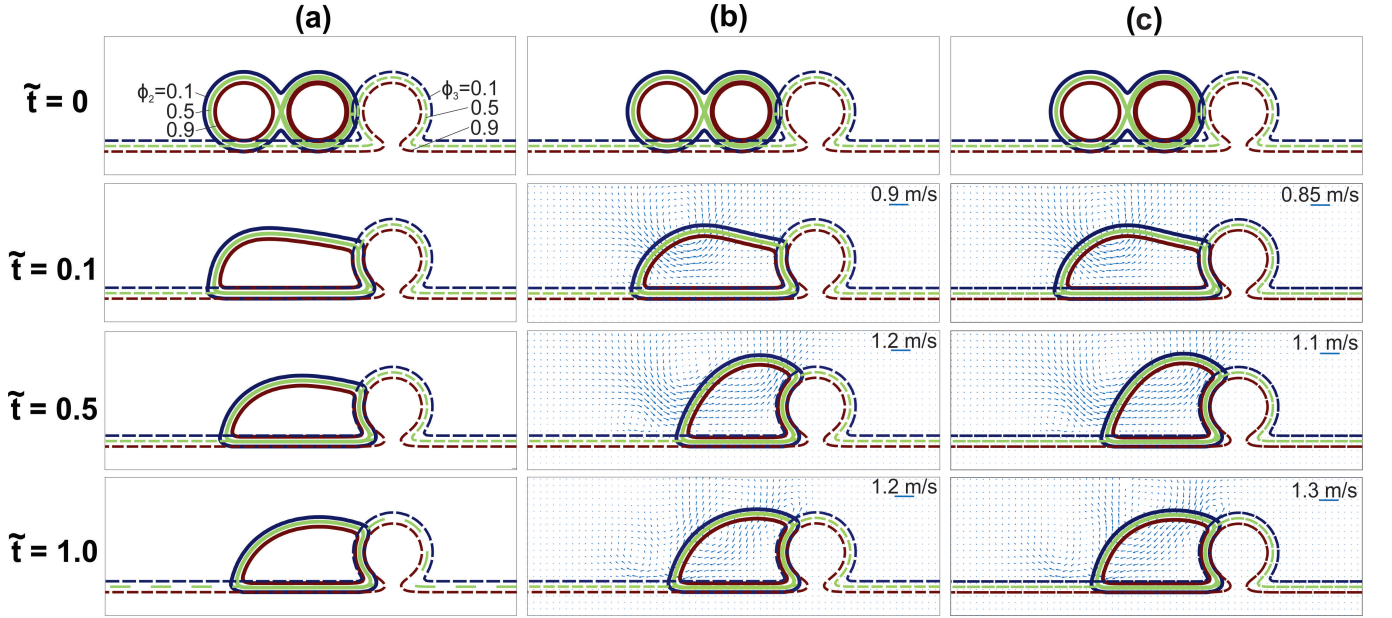 (a) (b) (c)
t̃ = 0
ϕ₂=0.1
0.5
0.9
ϕ₃=0.1
0.5
0.9
t̃ = 0.1
0.9 m/s
0.85 m/s
t̃ = 0.5
1.2 m/s
1.1 m/s
t̃ = 1.0
1.2 m/s
1.3 m/s